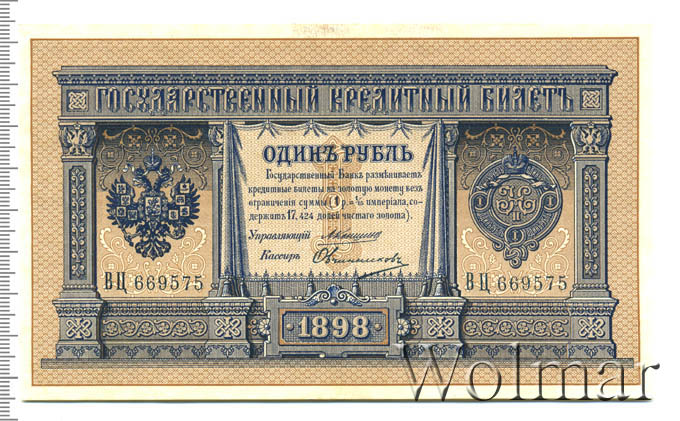 ГОСУДАРСТВЕННЫЙ КРЕДИТНЫЙ БИЛЕТЪ
ОДИНЪ РУБЛЬ
Государственный Банкъ размѣниваетъ
кредитные билеты на золотую монету безъ
ограниченія суммы (1 р. = 1/15 имперіала, со-
держитъ 17,424 долей чистаго золота).
Управляющій
Кассиръ Овчинниковъ
ВЦ 669575
ВЦ 669575
1898
Wolmar